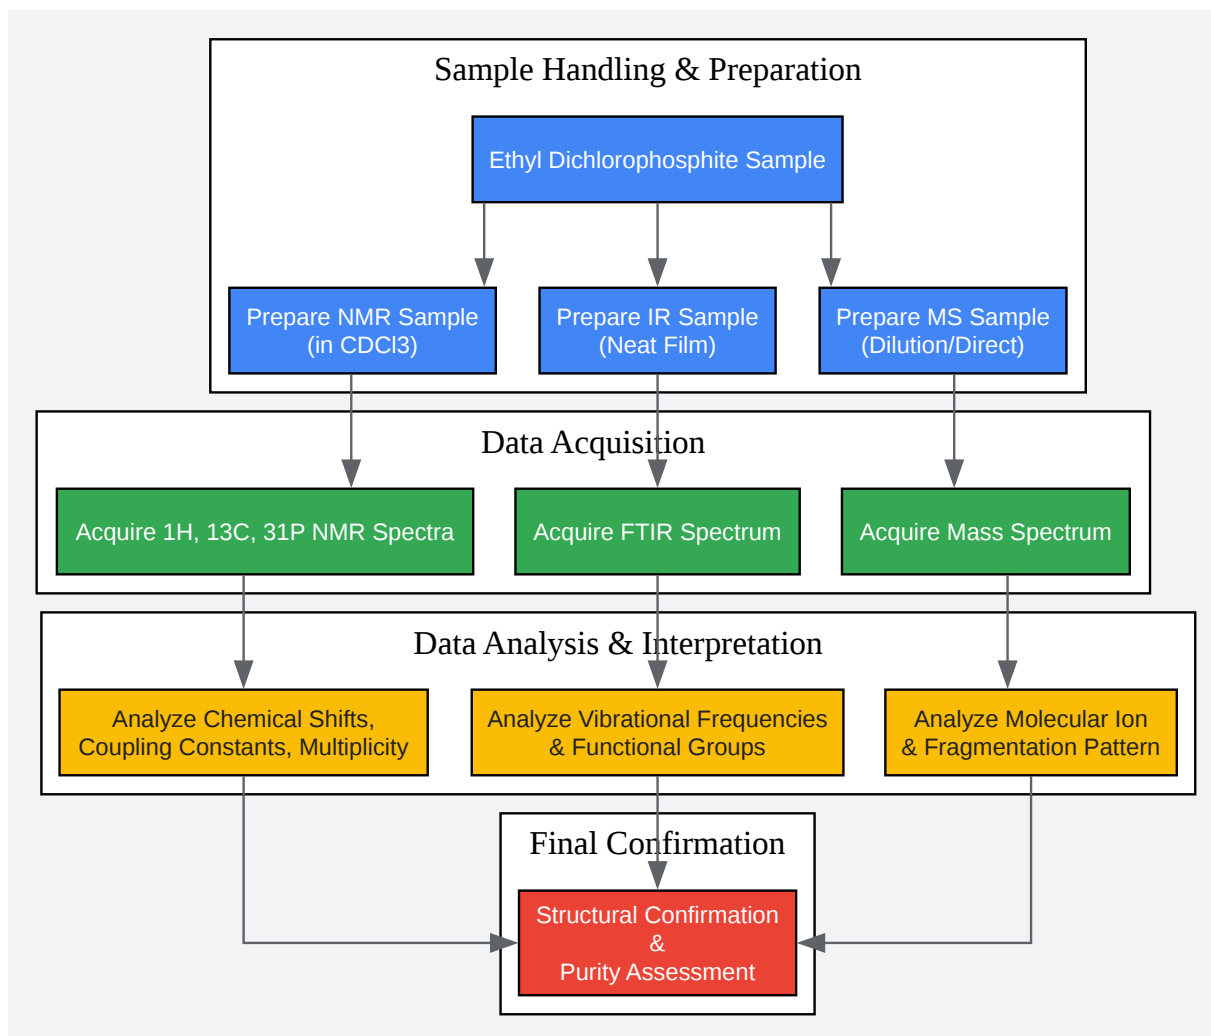 Sample Handling & Preparation
Ethyl Dichlorophosphite Sample
Prepare NMR Sample
(in CDCl3)
Prepare IR Sample
(Neat Film)
Prepare MS Sample
(Dilution/Direct)
Data Acquisition
Acquire 1H, 13C, 31P NMR Spectra
Acquire FTIR Spectrum
Acquire Mass Spectrum
Data Analysis & Interpretation
Analyze Chemical Shifts,
Coupling Constants, Multiplicity
Analyze Vibrational Frequencies
& Functional Groups
Analyze Molecular Ion
& Fragmentation Pattern
Final Confirmation
Structural Confirmation
&
Purity Assessment